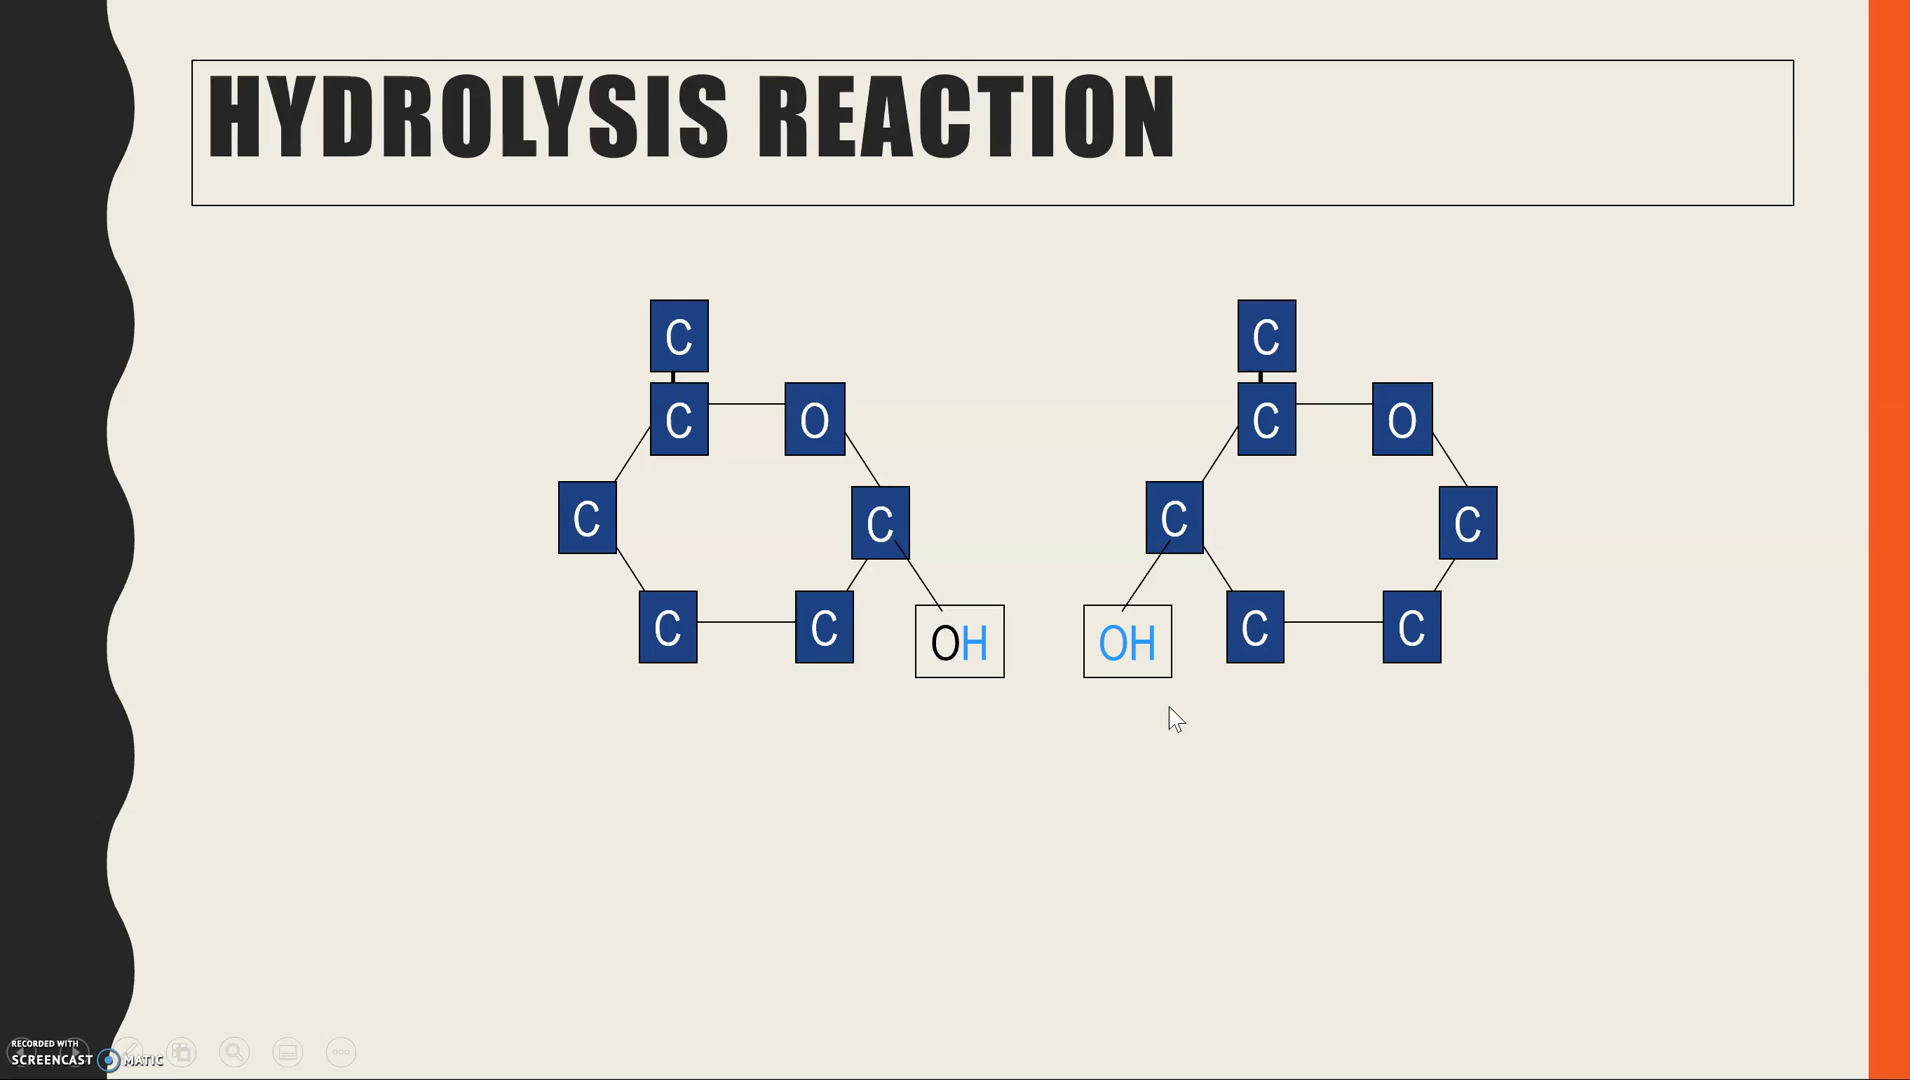 HYDROLYSIS REACTION
C C
C O C O
C C C C
C C OH OH C C
RECORDED WITH
SCREENCAST MATIC